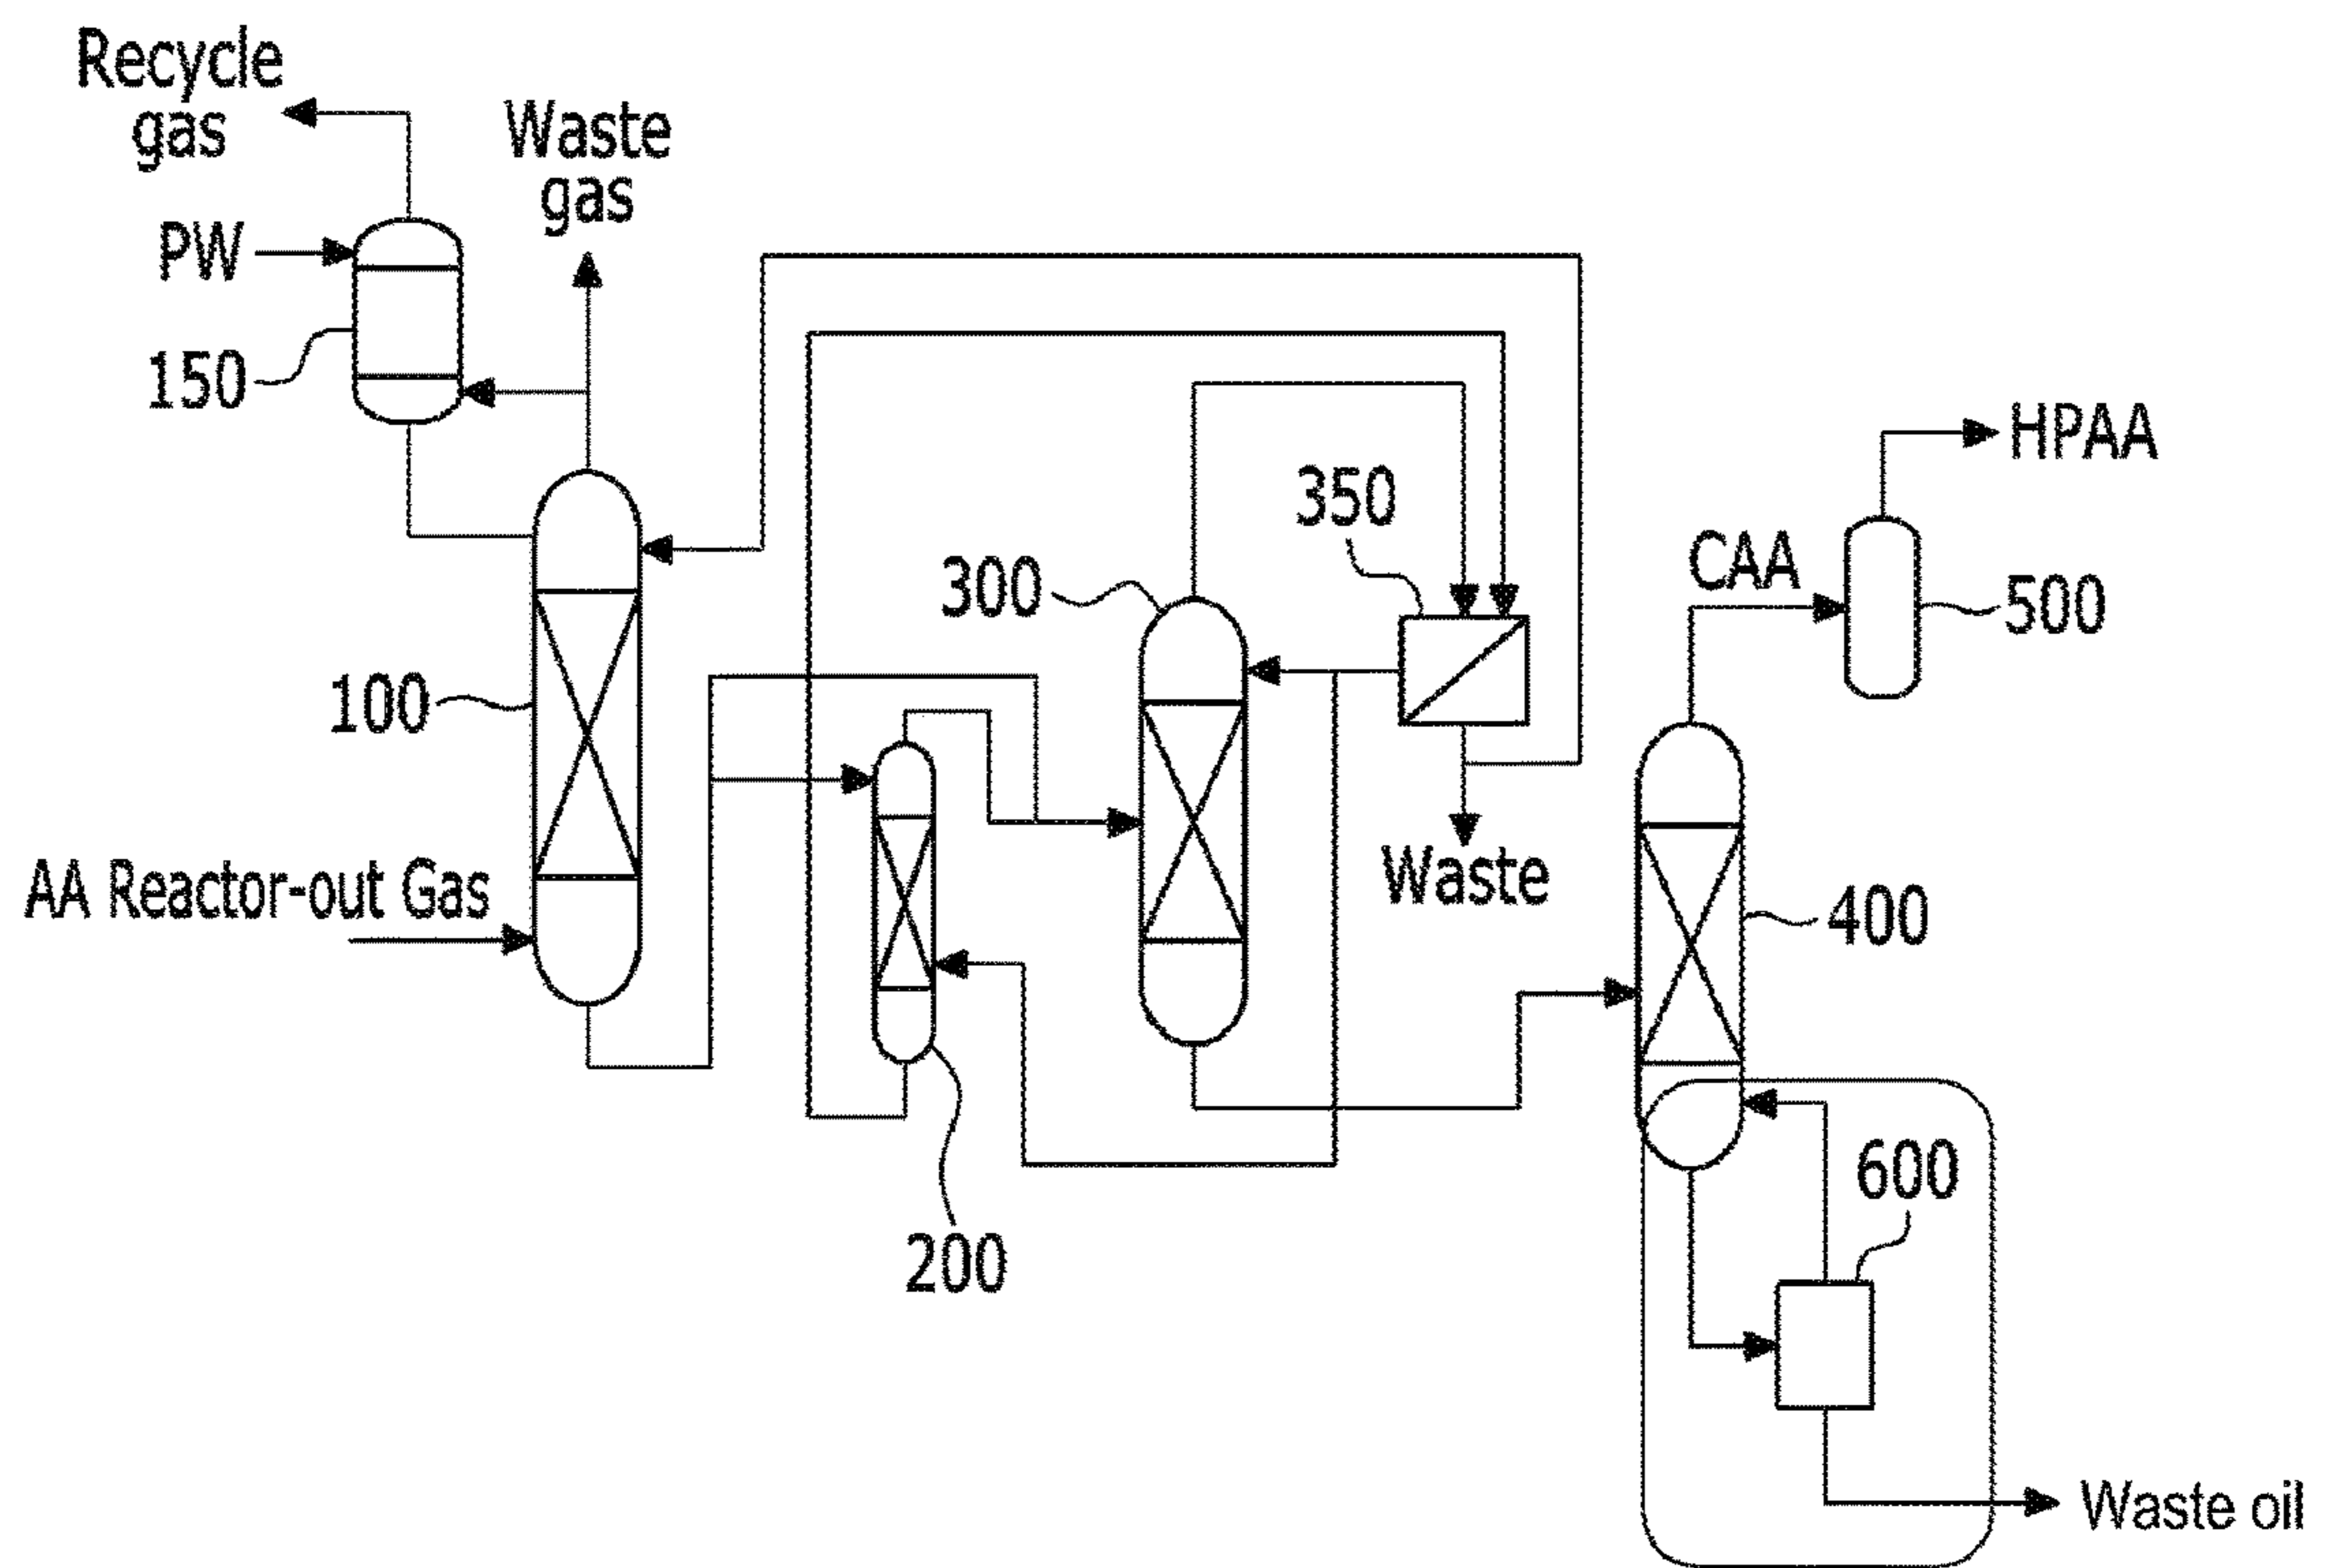 Recycle
gas
Waste
gas
PW
150
HPAA
350
CAA
300
500
100
AA Reactor-out Gas
Waste
400
600
200
Waste oil